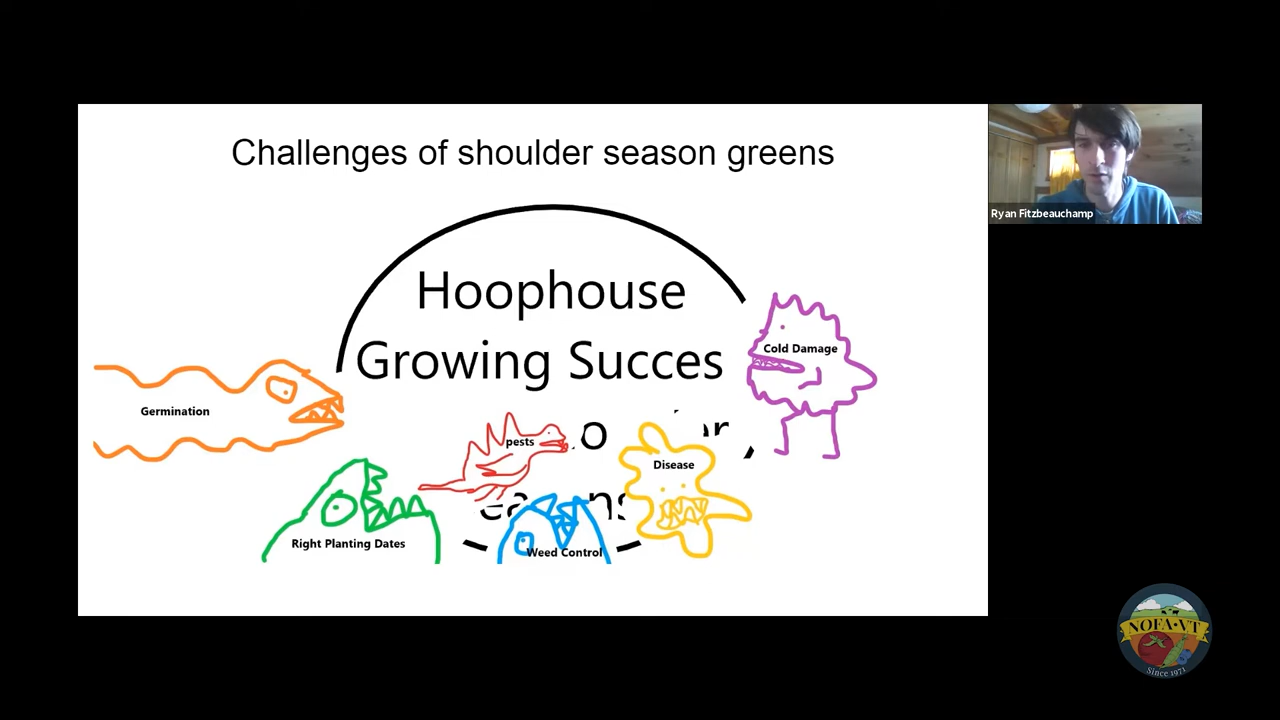 Challenges of shoulder season greens
Ryan Fitzbeauchamp
Hoophouse
Growing Succes
Cold Damage
Germination
pests
Disease
Right Planting Dates
Weed Control
NOFA•VT
Since 1971